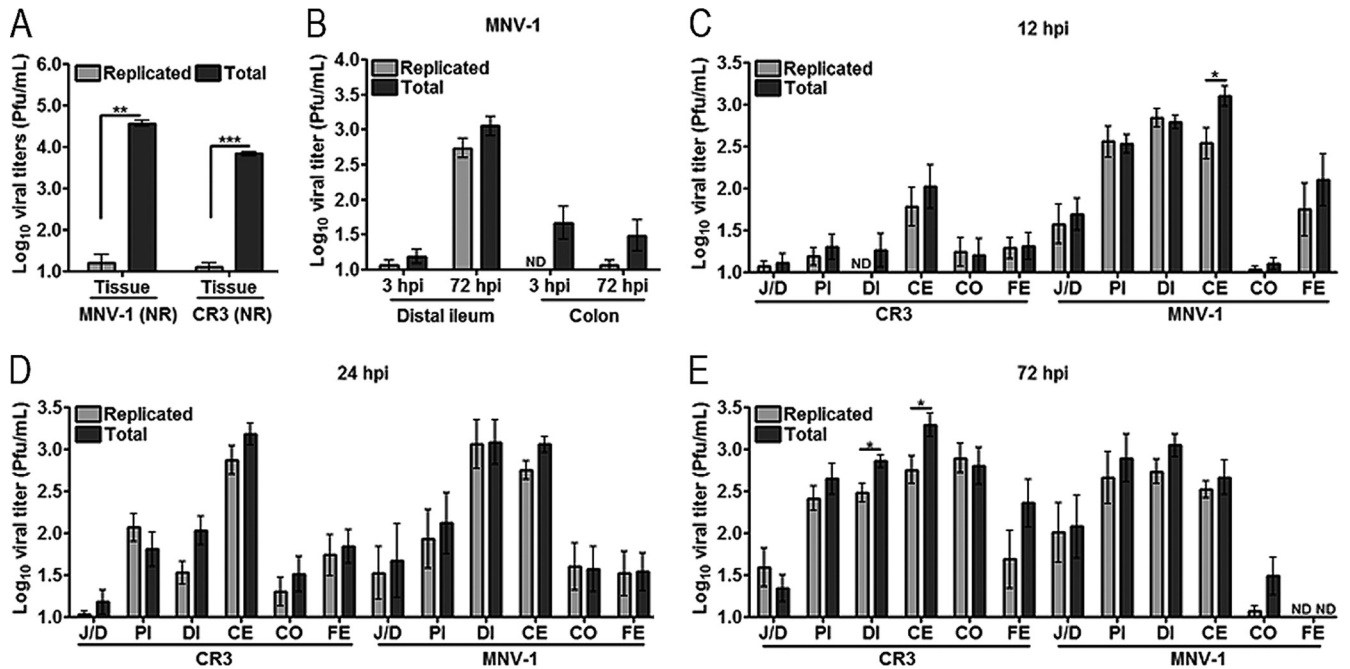 A
Log10 viral titers (Pfu/mL)
6.0
5.0
4.0
3.0
2.0
1.0
Replicated Total
**
***
Tissue Tissue
MNV-1 (NR) CR3 (NR)
B
MNV-1
Log10 viral titer (Pfu/mL)
4.0
3.5
3.0
2.5
2.0
1.5
1.0
Replicated
Total
ND
3 hpi 72 hpi 3 hpi 72 hpi
Distal ileum Colon
C
12 hpi
Log10 viral titer (Pfu/mL)
3.5
3.0
2.5
2.0
1.5
1.0
Replicated
Total
*
ND
J/D PI DI CE CO FE J/D PI DI CE CO FE
CR3 MNV-1
D
24 hpi
Log10 viral titer (Pfu/mL)
3.5
3.0
2.5
2.0
1.5
1.0
Replicated
Total
J/D PI DI CE CO FE J/D PI DI CE CO FE
CR3 MNV-1
E
72 hpi
Log10 viral titer (Pfu/mL)
3.5
3.0
2.5
2.0
1.5
1.0
Replicated
Total
*
*
ND ND
J/D PI DI CE CO FE J/D PI DI CE CO FE
CR3 MNV-1